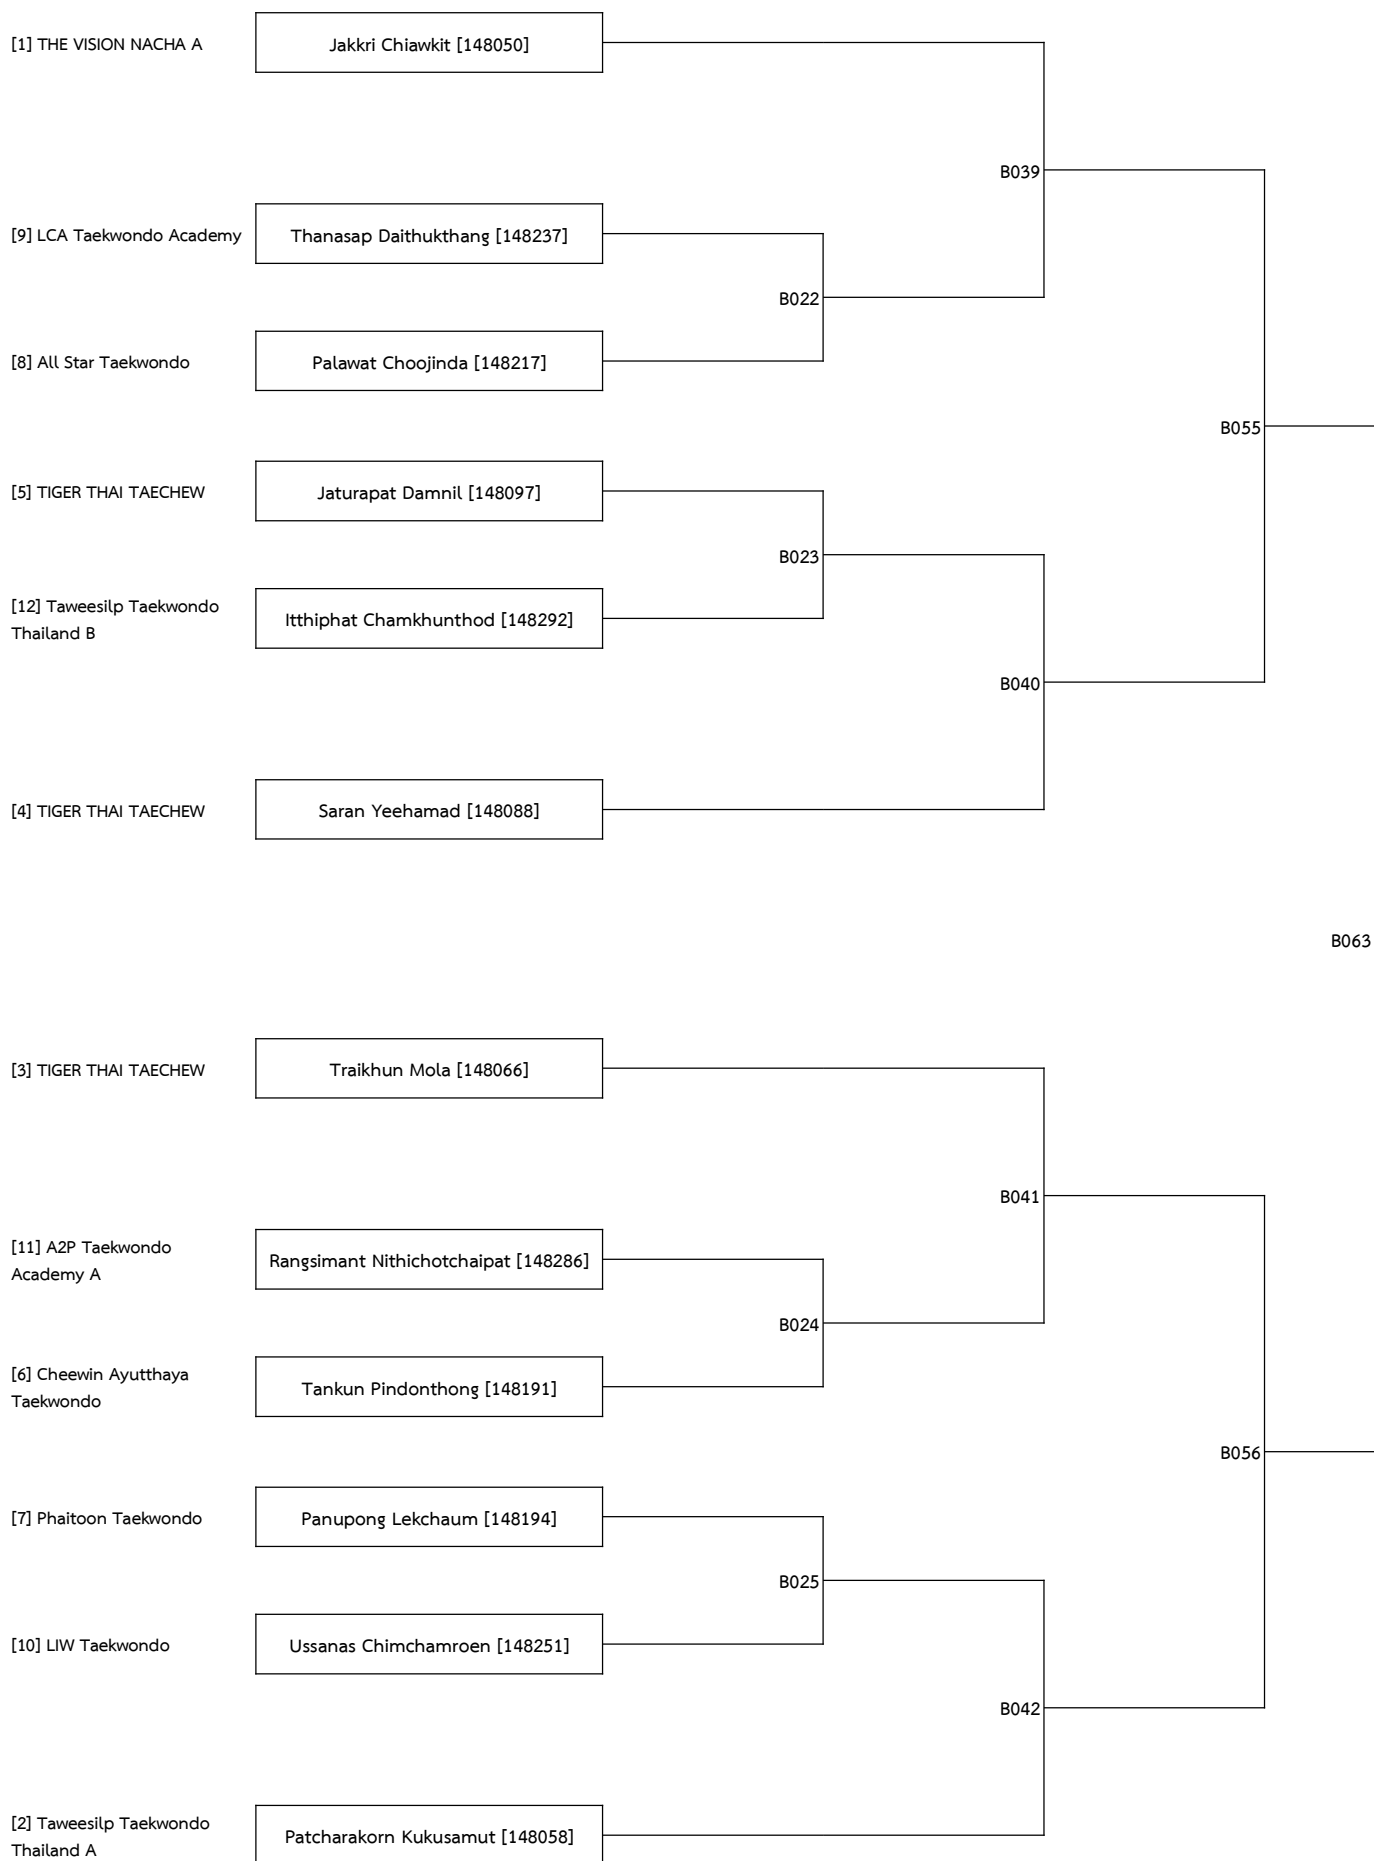 [1] THE VISION NACHA A
Jakkri Chiawkit [148050]
B039
[9] LCA Taekwondo Academy
Thanasap Daithukthang [148237]
B022
[8] All Star Taekwondo
Palawat Choojinda [148217]
B055
[5] TIGER THAI TAECHEW
Jaturapat Damnil [148097]
B023
[12] Taweesilp Taekwondo
Thailand B
Itthiphat Chamkhunthod [148292]
B040
[4] TIGER THAI TAECHEW
Saran Yeehamad [148088]
B063
[3] TIGER THAI TAECHEW
Traikhun Mola [148066]
B041
[11] A2P Taekwondo
Academy A
Rangsimant Nithichotchaipat [148286]
B024
[6] Cheewin Ayutthaya
Taekwondo
Tankun Pindonthong [148191]
B056
[7] Phaitoon Taekwondo
Panupong Lekchaum [148194]
B025
[10] LIW Taekwondo
Ussanas Chimchamroen [148251]
B042
[2] Taweesilp Taekwondo
Thailand A
Patcharakorn Kukusamut [148058]